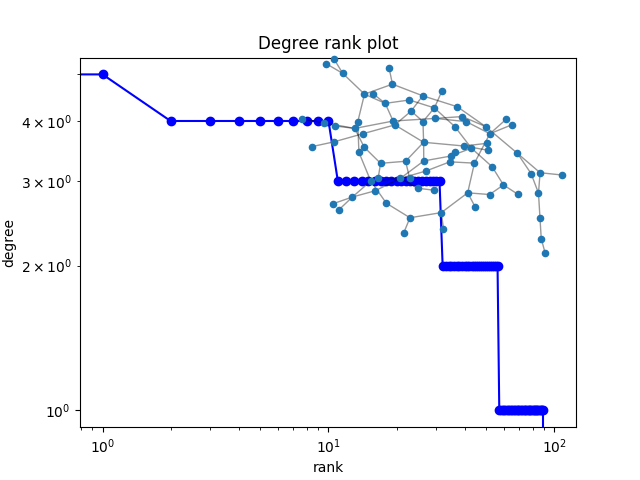 Degree rank plot
degree
4 × 10⁰
3 × 10⁰
2 × 10⁰
10⁰
10⁰
10¹
10²
rank